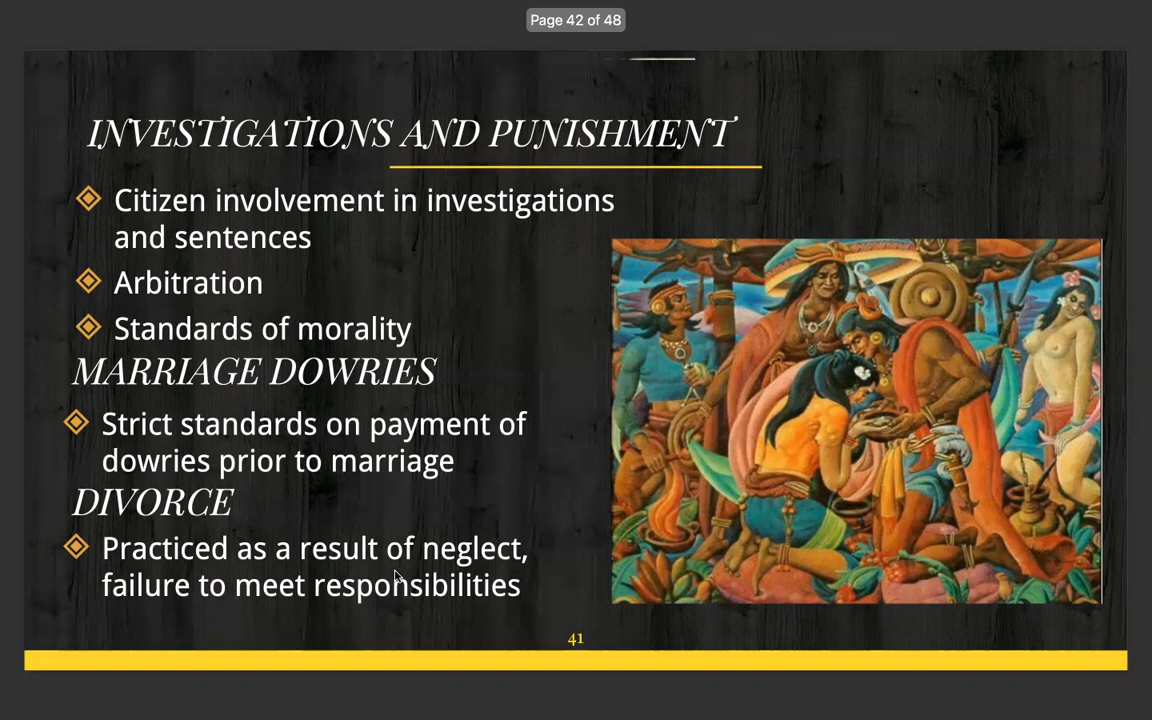 Page 42 of 48
INVESTIGATIONS AND PUNISHMENT
Citizen involvement in investigations
and sentences
Arbitration
Standards of morality
MARRIAGE DOWRIES
Strict standards on payment of
dowries prior to marriage
DIVORCE
Practiced as a result of neglect,
failure to meet responsibilities
41